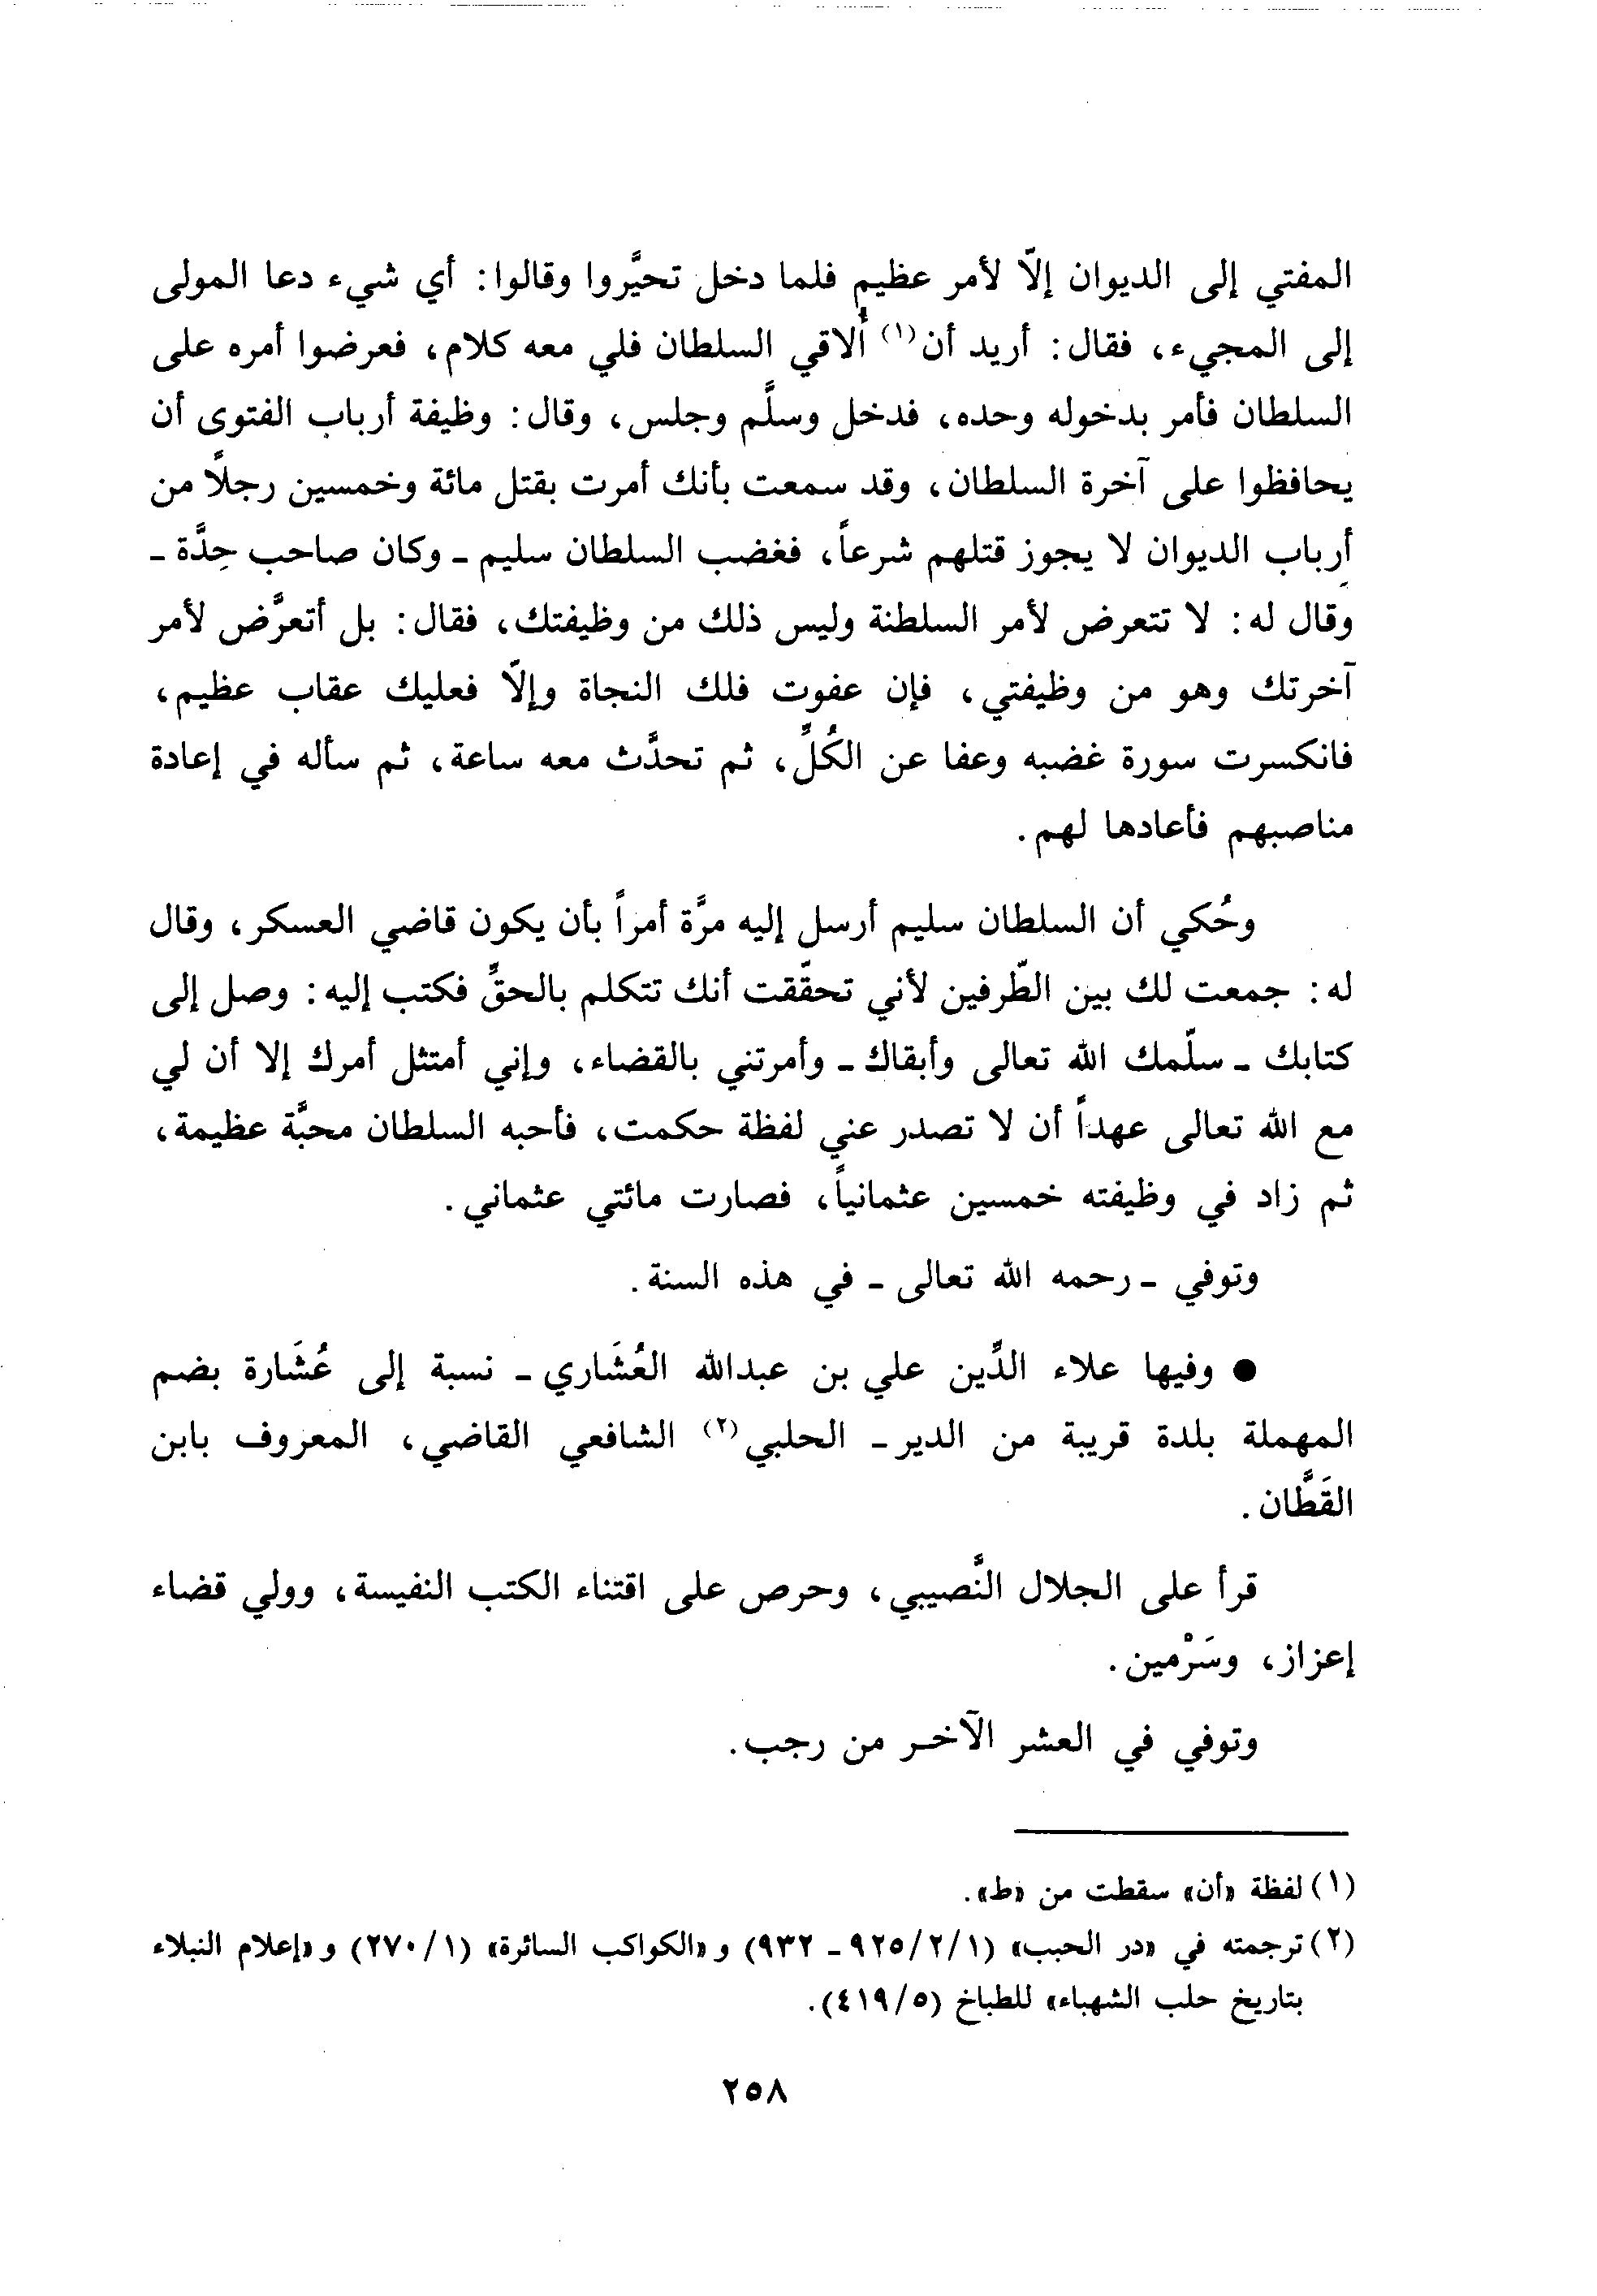 المفتي إلى الديوان إلّا لأمر عظيم فلما دخل تحيَّروا وقالوا: أي شيء دعا المولى
إلى المجيء، فقال: أريد أن(١) أُلاقي السلطان فلي معه كلام، فعرضوا أمره على
السلطان فأمر بدخوله وحده، فدخل وسلَّم وجلس، وقال: وظيفة أرباب الفتوى أن
يحافظوا على آخرة السلطان، وقد سمعت بأنك أمرت بقتل مائة وخمسين رجلاً من
أرباب الديوان لا يجوز قتلهم شرعاً، فغضب السلطان سليم ـ وكان صاحب حِدَّة ـ
وقال له: لا تتعرض لأمر السلطنة وليس ذلك من وظيفتك، فقال: بل أتعرَّض لأمر
آخرتك وهو من وظيفتي، فإن عفوت فلك النجاة وإلّا فعليك عقاب عظيم،
فانكسرت سورة غضبه وعفا عن الكُلِّ، ثم تحدَّث معه ساعة، ثم سأله في إعادة
مناصبهم فأعادها لهم.
وحُكي أن السلطان سليم أرسل إليه مرَّة أمراً بأن يكون قاضي العسكر، وقال
له: جمعت لك بين الطّرفين لأني تحقّقت أنك تتكلم بالحقِّ فكتب إليه: وصل إلى
كتابك ـ سلّمك الله تعالى وأبقاك ـ وأمرتني بالقضاء، وإني أمتثل أمرك إلا أن لي
مع الله تعالى عهداً أن لا تصدر عني لفظة حكمت، فأحبه السلطان محبَّة عظيمة،
ثم زاد في وظيفته خمسين عثمانياً، فصارت مائتي عثماني.
وتوفي ـ رحمه الله تعالى ـ في هذه السنة.
● وفيها علاء الدِّين علي بن عبدالله العُشَاري ـ نسبة إلى عُشَارة بضم
المهملة بلدة قريبة من الدير ـ الحلبي(٢) الشافعي القاضي، المعروف بابن
القَطَّان.
قرأ على الجلال النَّصيبي، وحرص على اقتناء الكتب النفيسة، وولي قضاء
إعزاز، وسَرْمين.
وتوفي في العشر الآخـر من رجب.
(١) لفظة «أن» سقطت من «ط».
(٢) ترجمته في «در الحبب» (٩٢٥/٢/١ ـ ٩٣٢) و «الكواكب السائرة» (٢٧٠/١) و «إعلام النبلاء
بتاريخ حلب الشهباء» للطباخ (٤١٩/٥).
٢٥٨